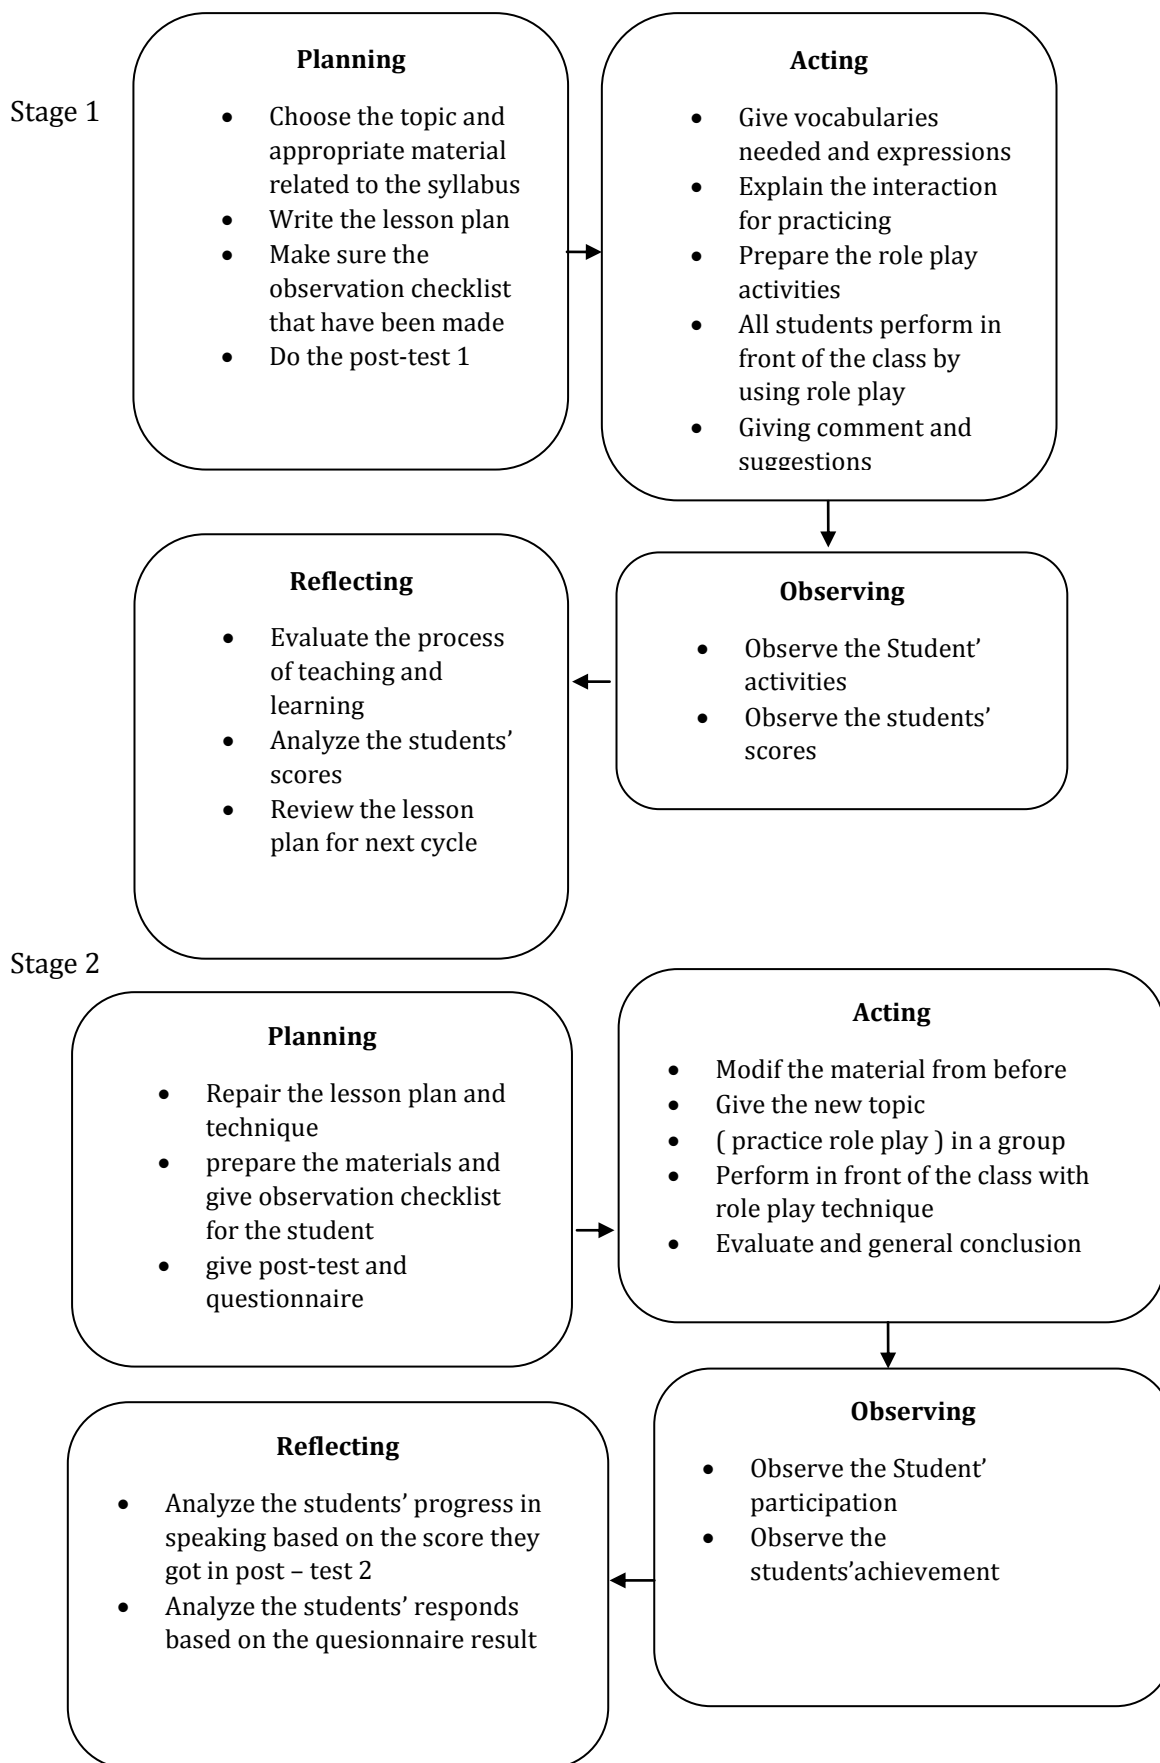 Stage 1
Planning
• Choose the topic and
appropriate material
related to the syllabus
• Write the lesson plan
• Make sure the
observation checklist
that have been made
• Do the post-test 1
Acting
• Give vocabularies
needed and expressions
• Explain the interaction
for practicing
• Prepare the role play
activities
• All students perform in
front of the class by
using role play
• Giving comment and
suggestions
Observing
• Observe the Student’
activities
• Observe the students’
scores
Reflecting
• Evaluate the process
of teaching and
learning
• Analyze the students’
scores
• Review the lesson
plan for next cycle
Stage 2
Planning
• Repair the lesson plan and
technique
• prepare the materials and
give observation checklist
for the student
• give post-test and
questionnaire
Acting
• Modif the material from before
• Give the new topic
• ( practice role play ) in a group
• Perform in front of the class with
role play technique
• Evaluate and general conclusion
Observing
• Observe the Student’
participation
• Observe the
students’achievement
Reflecting
• Analyze the students’ progress in
speaking based on the score they
got in post – test 2
• Analyze the students’ responds
based on the quesionnaire result